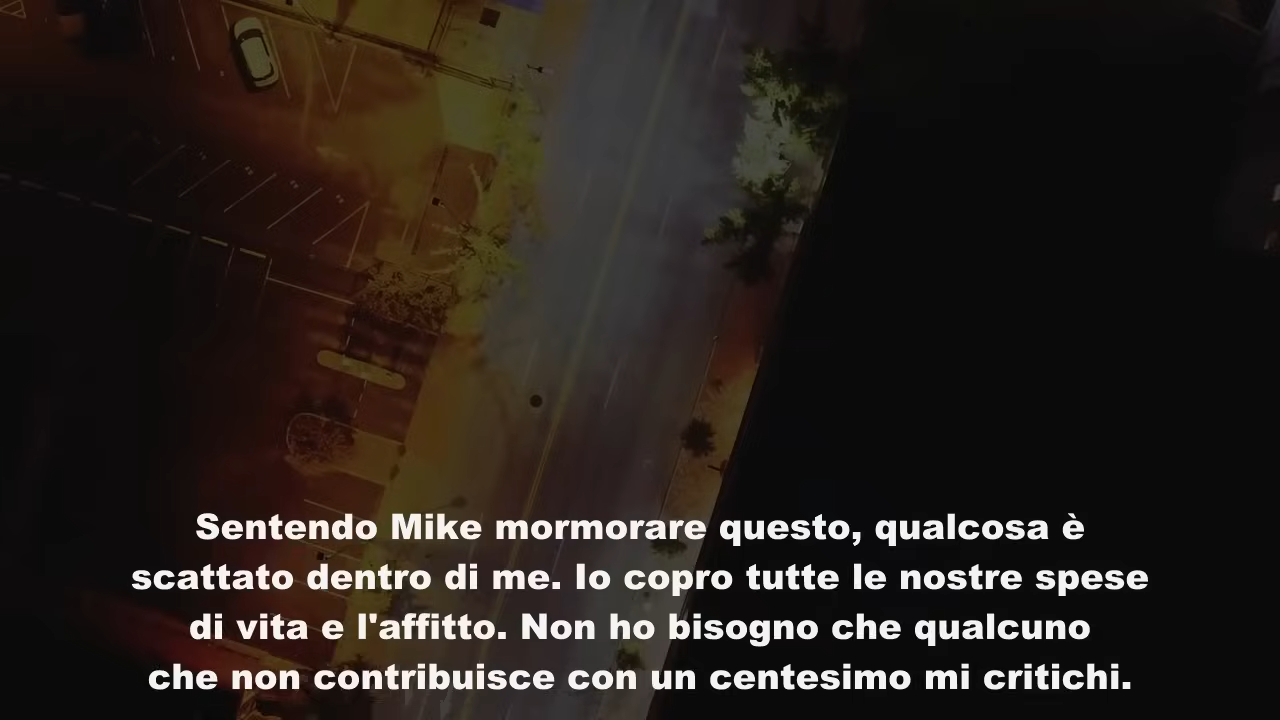 Sentendo Mike mormorare questo, qualcosa è
scattato dentro di me. Io copro tutte le nostre spese
di vita e l'affitto. Non ho bisogno che qualcuno
che non contribuisce con un centesimo mi critichi.